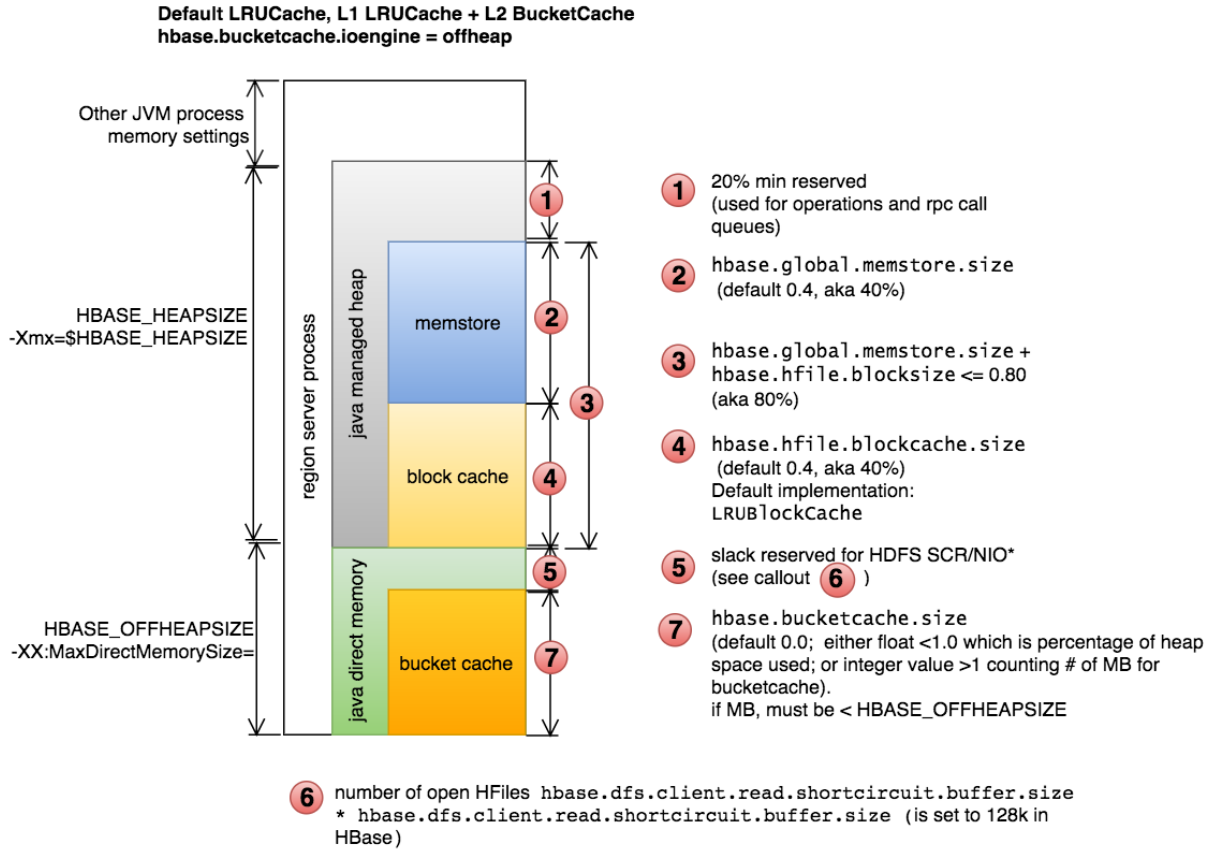 Default LRUCache, L1 LRUCache + L2 BucketCache
hbase.bucketcache.ioengine = offheap
Other JVM process
memory settings
HBASE_HEAPSIZE
-Xmx=$HBASE_HEAPSIZE
HBASE_OFFHEAPSIZE
-XX:MaxDirectMemorySize=
region server process
java managed heap
java direct memory
memstore
block cache
bucket cache
1
2
3
4
5
7
1
20% min reserved
(used for operations and rpc call
queues)
2
hbase.global.memstore.size
(default 0.4, aka 40%)
3
hbase.global.memstore.size +
hbase.hfile.blocksize <= 0.80
(aka 80%)
4
hbase.hfile.blockcache.size
(default 0.4, aka 40%)
Default implementation:
LRUBlockCache
5
slack reserved for HDFS SCR/NIO*
(see callout 6 )
7
hbase.bucketcache.size
(default 0.0; either float <1.0 which is percentage of heap
space used; or integer value >1 counting # of MB for
bucketcache).
if MB, must be < HBASE_OFFHEAPSIZE
6
number of open HFiles hbase.dfs.client.read.shortcircuit.buffer.size
* hbase.dfs.client.read.shortcircuit.buffer.size (is set to 128k in
HBase)